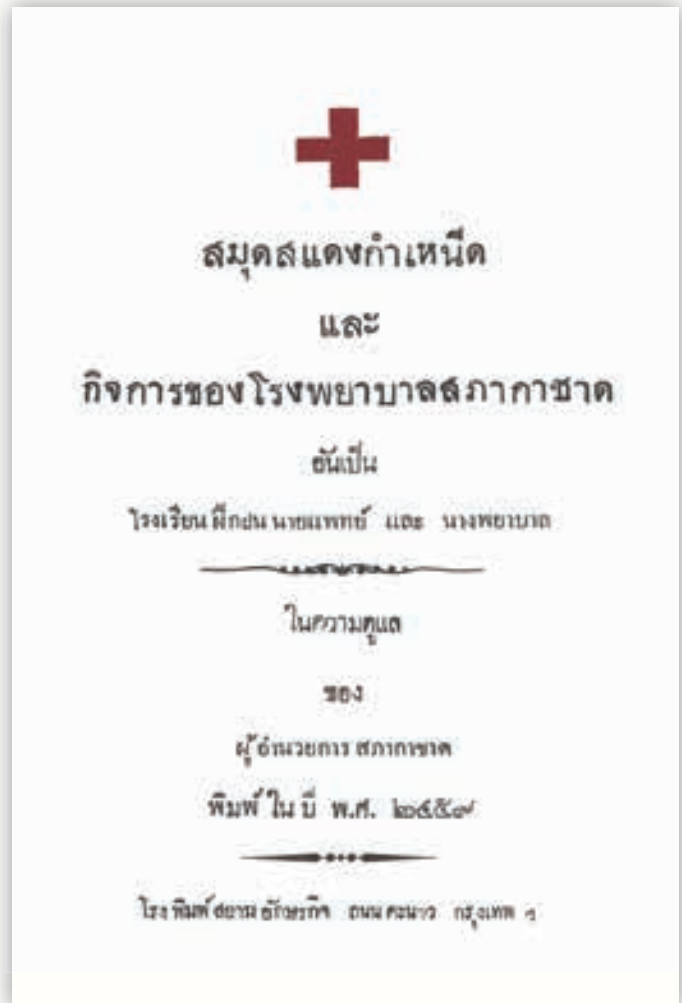 สมุดสแดงกำเหนีด
และ
กิจการของโรงพยาบาลสภากาชาด
อันเป็น
โรงเรียนฝึกฝนนายแพทย์ และ นางพยาบาล
ในความดูแล
ของ
ผู้อำนวยการ สภากาชาด
พิมพ์ ใน ปี พ.ศ. ๒๔๕๗
โรงพิมพ์สยามอักษรกิจ ถนนตะนาว กรุงเทพ ฯ